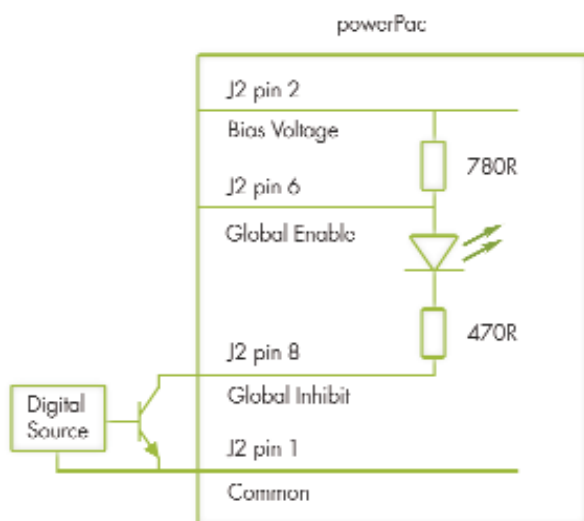 powerPac
J2 pin 2
Bias Voltage
780R
J2 pin 6
Global Enable
470R
J2 pin 8
Global Inhibit
Digital
Source
J2 pin 1
Common